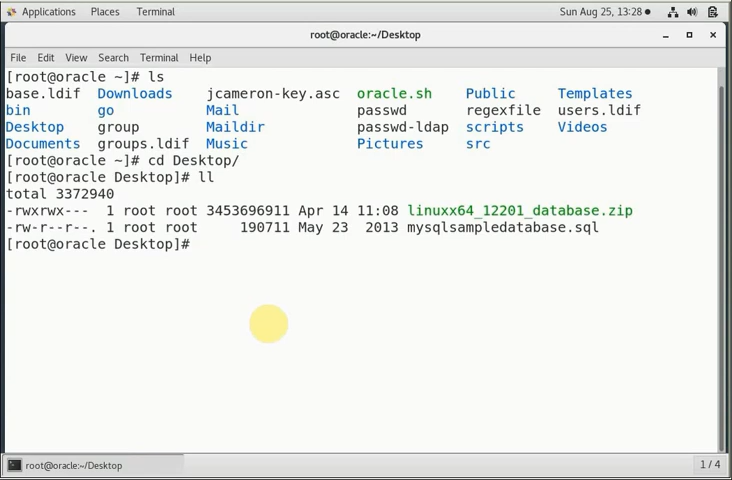 Applications Places Terminal Sun Aug 25, 13:28
root@oracle:~/Desktop
File Edit View Search Terminal Help
[root@oracle ~]# ls
base.ldif Downloads jcameron-key.asc oracle.sh Public Templates
bin go Mail passwd regexfile users.ldif
Desktop group Maildir passwd-ldap scripts Videos
Documents groups.ldif Music Pictures src
[root@oracle ~]# cd Desktop/
[root@oracle Desktop]# ll
total 3372940
-rwxrwx--- 1 root root 3453696911 Apr 14 11:08 linuxx64_12201_database.zip
-rw-r--r--. 1 root root 190711 May 23 2013 mysqlsampledatabase.sql
[root@oracle Desktop]#
root@oracle:~/Desktop 1 / 4